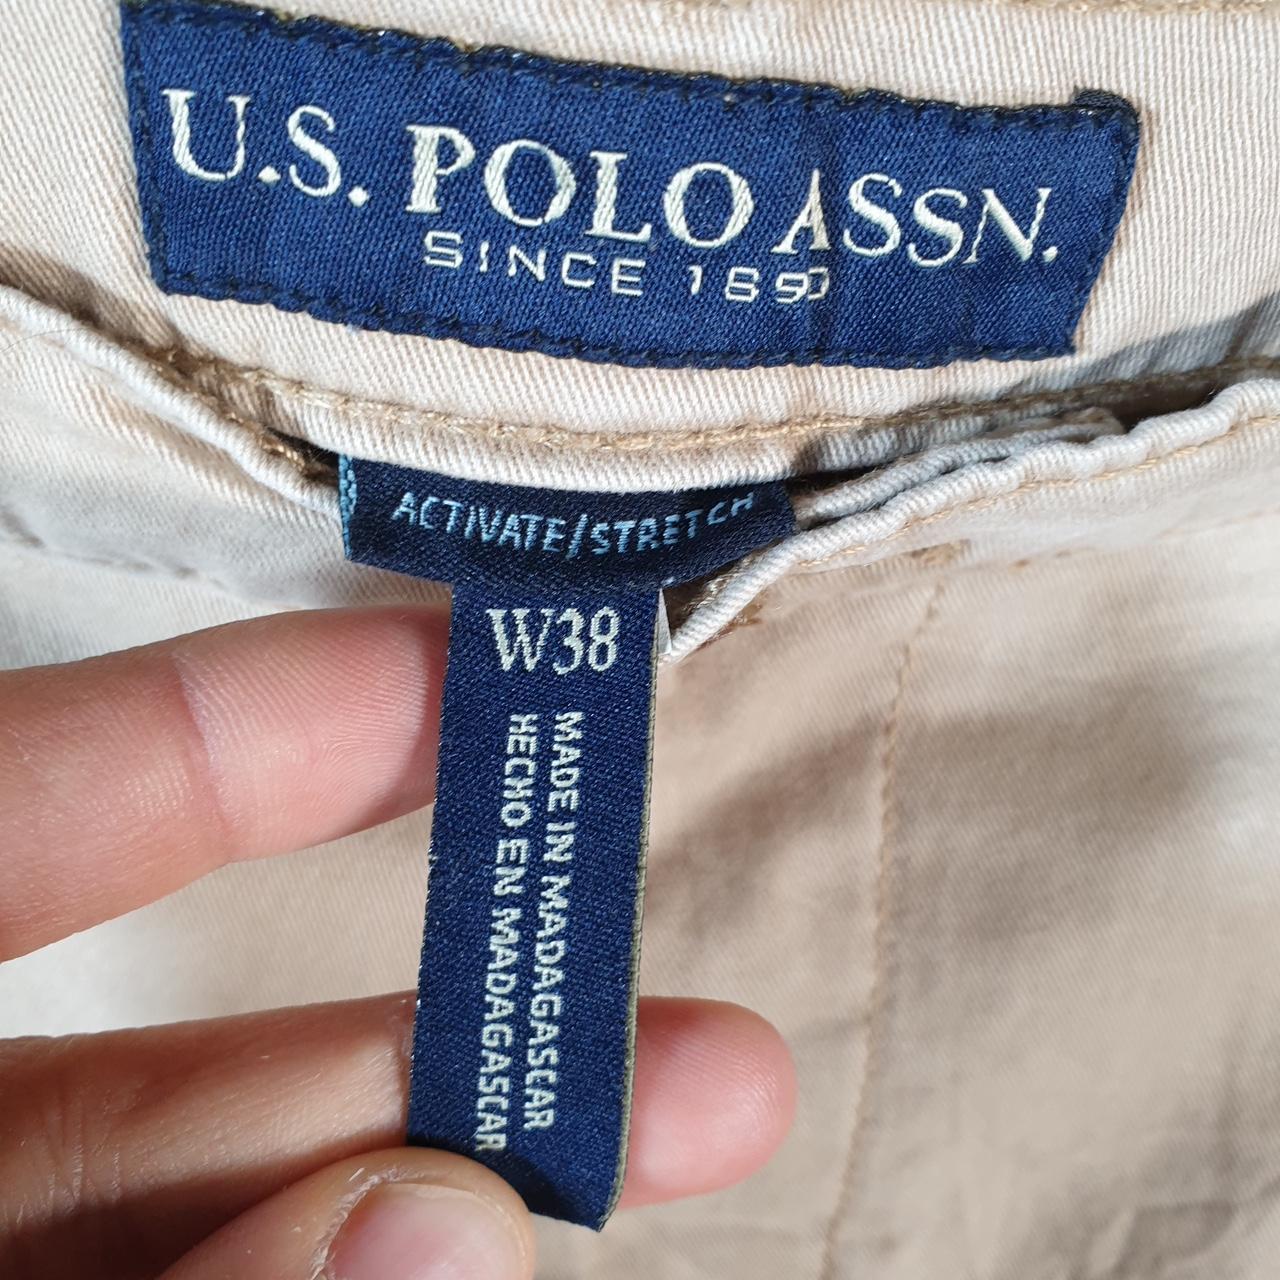 U.S. POLO ASSN.
SINCE 1890
ACTIVATE/STRETCH
W38
MADE IN MADAGASCAR
HECHO EN MADAGASCAR